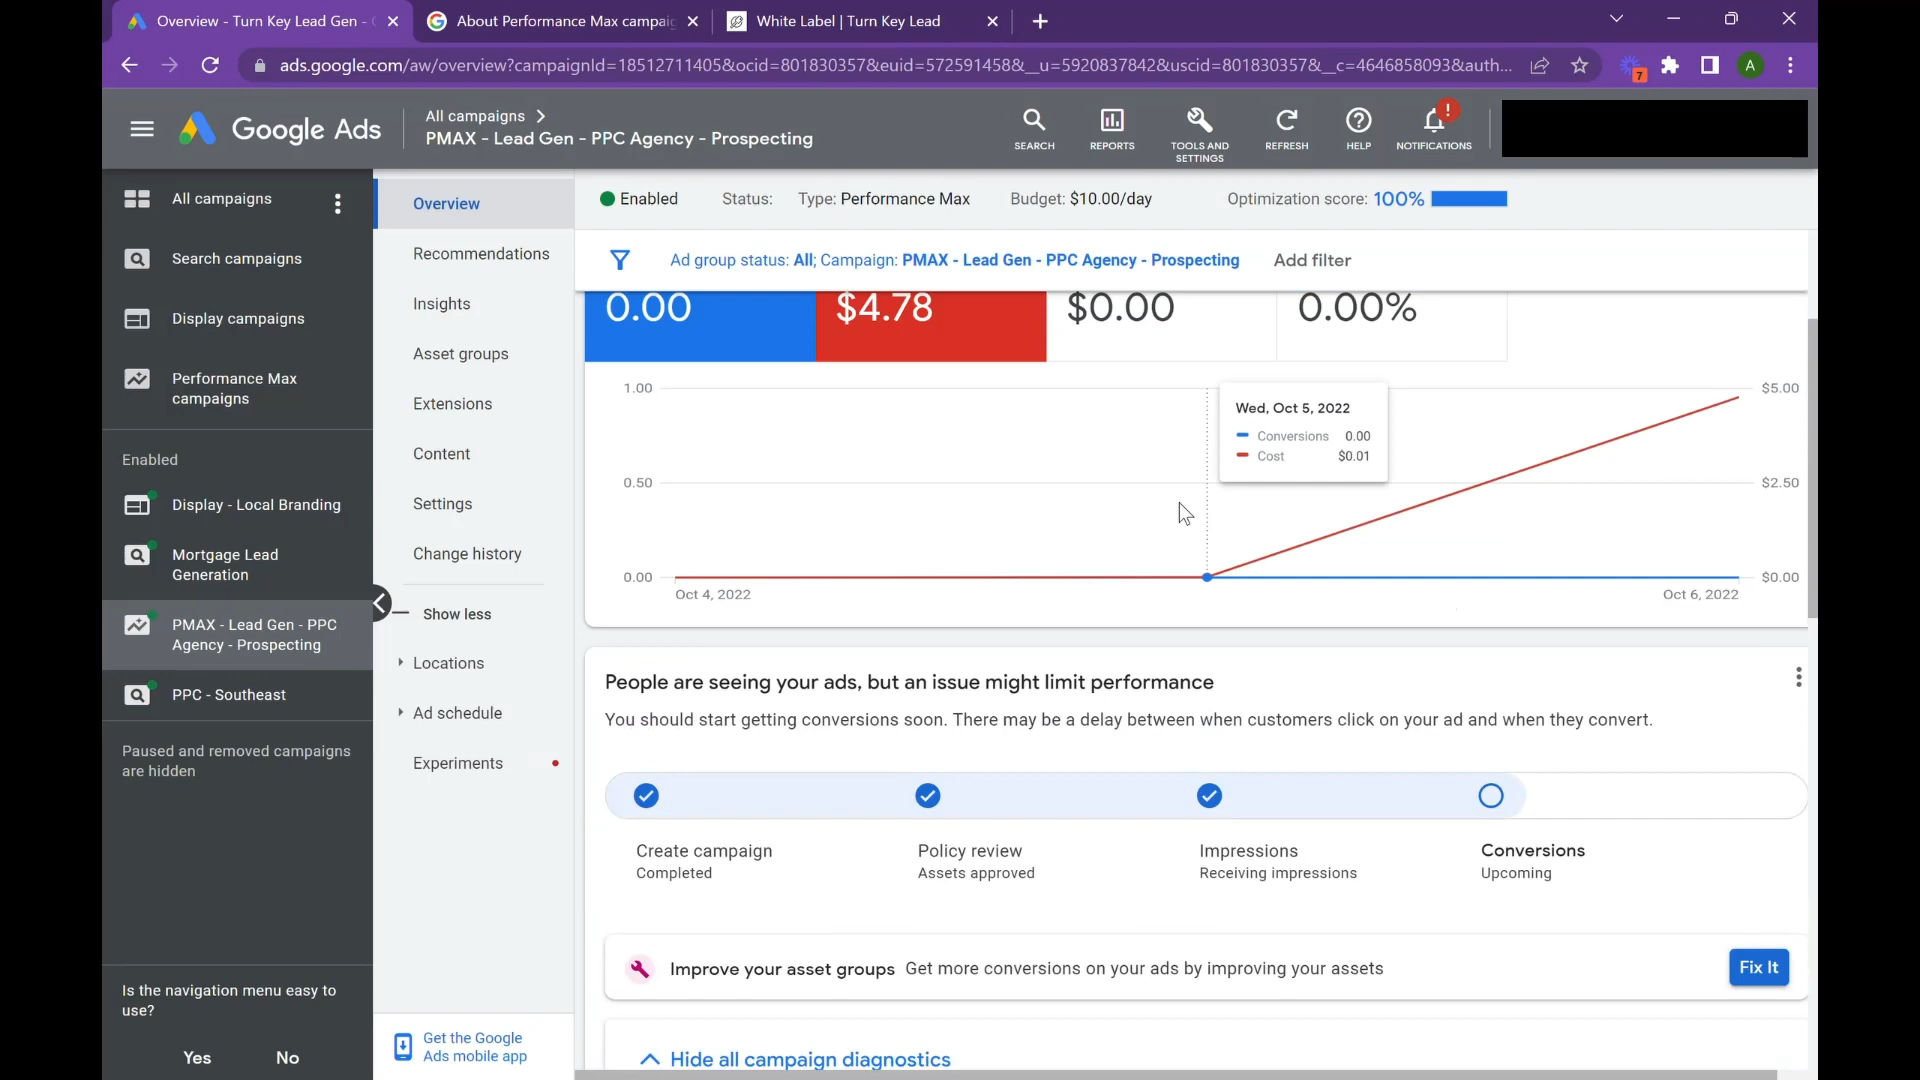 Overview - Turn Key Lead Gen -
About Performance Max campaig
White Label | Turn Key Lead
ads.google.com/aw/overview?campaignId=18512711405&ocid=801830357&euid=572591458&__u=5920837842&uscid=801830357&__c=4646858093&auth...
7
A
Google Ads
All campaigns
PMAX - Lead Gen - PPC Agency - Prospecting
SEARCH
REPORTS
TOOLS AND
SETTINGS
REFRESH
HELP
!
NOTIFICATIONS
All campaigns
Search campaigns
Display campaigns
Performance Max
campaigns
Enabled
Display - Local Branding
Mortgage Lead
Generation
PMAX - Lead Gen - PPC
Agency - Prospecting
PPC - Southeast
Paused and removed campaigns
are hidden
Is the navigation menu easy to
use?
Yes
No
Overview
Recommendations
Insights
Asset groups
Extensions
Content
Settings
Change history
Show less
Locations
Ad schedule
Experiments
Get the Google
Ads mobile app
Enabled
Status:
Type: Performance Max
Budget: $10.00/day
Optimization score: 100%
Ad group status: All; Campaign: PMAX - Lead Gen - PPC Agency - Prospecting
Add filter
0.00
$4.78
$0.00
0.00%
1.00
$5.00
Wed, Oct 5, 2022
Conversions 0.00
Cost $0.01
0.50
$2.50
0.00
$0.00
Oct 4, 2022
Oct 6, 2022
People are seeing your ads, but an issue might limit performance
You should start getting conversions soon. There may be a delay between when customers click on your ad and when they convert.
Create campaign
Completed
Policy review
Assets approved
Impressions
Receiving impressions
Conversions
Upcoming
Improve your asset groups Get more conversions on your ads by improving your assets
Fix It
Hide all campaign diagnostics